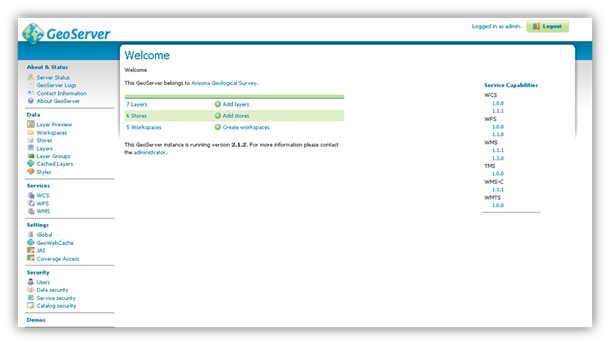 GeoServer
Logged in as admin.
Logout
About & Status
Server Status
GeoServer Logs
Contact Information
About GeoServer
Data
Layer Preview
Workspaces
Stores
Layers
Layer Groups
Cached Layers
Styles
Services
WCS
WFS
WMS
Settings
Global
GeoWebCache
JAI
Coverage Access
Security
Users
Data security
Service security
Catalog security
Demos
Welcome
Welcome
This GeoServer belongs to Arizona Geological Survey.
7 Layers Add layers
6 Stores Add stores
5 Workspaces Create workspaces
This GeoServer instance is running version 2.1.2. For more information please contact
the administrator.
Service Capabilities
WCS
1.0.0
1.1.1
WFS
1.0.0
1.1.0
WMS
1.1.1
1.3.0
TMS
1.0.0
WMS-C
1.1.1
WMTS
1.0.0